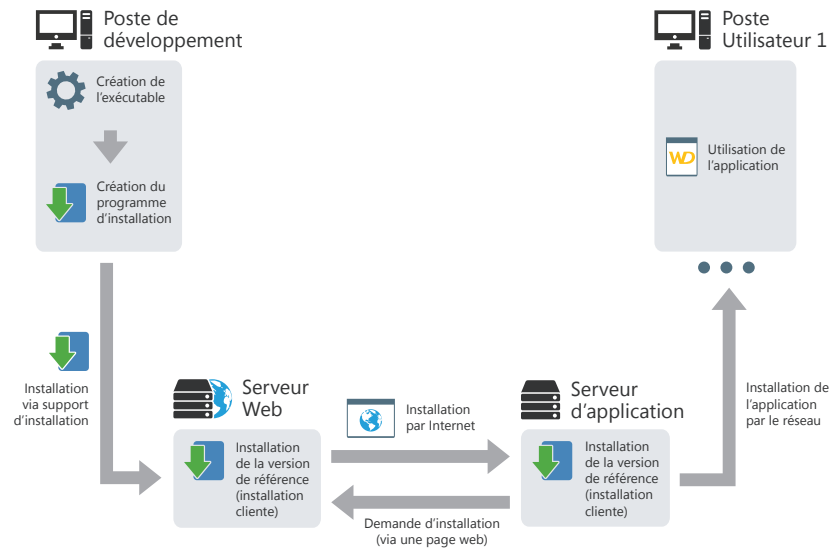 Poste de
développement
Création de
l'exécutable
Création du
programme
d'installation
Installation
via support
d'installation
Serveur
Web
Installation
de la version
de référence
(installation
cliente)
Installation
par Internet
Demande d'installation
(via une page web)
Serveur
d'application
Installation
de la version
de référence
(installation
cliente)
Installation de
l'application
par le réseau
Poste
Utilisateur 1
WD
Utilisation de
l'application